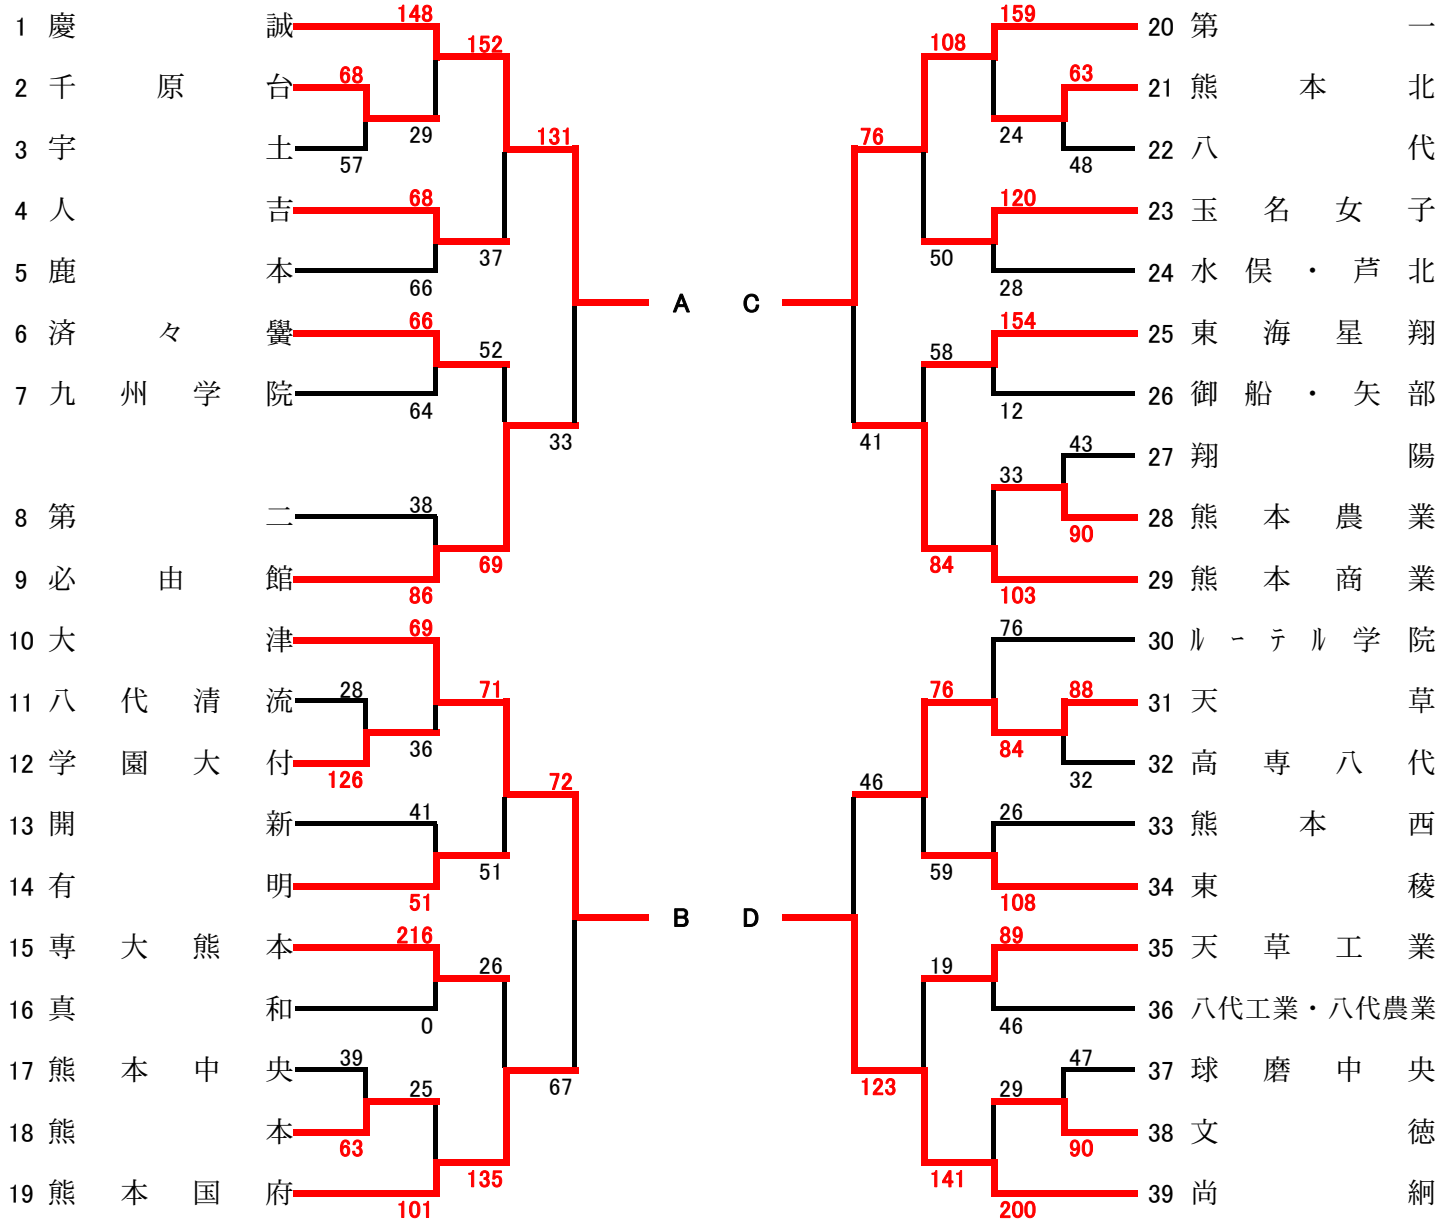 148
1 慶誠
152
2 千原台
68
29
3 宇土
57
131
4 人吉
68
37
5 鹿本
66
A
6 済々黌
66
52
7 九州学院
64
33
8 第二
38
69
9 必由館
86
10 大津
69
11 八代清流
28
71
36
12 学園大付
126
72
13 開新
41
51
14 有明
51
B
15 専大熊本
216
26
16 真和
0
67
17 熊本中央
39
25
18 熊本
63
135
19 熊本国府
101
159
20 第一
108
63
21 熊本北
24
76
22 八代
48
120
23 玉名女子
50
24 水俣・芦北
28
C
154
25 東海星翔
58
26 御船・矢部
12
41
43
27 翔陽
33
28 熊本農業
90
84
29 熊本商業
103
76
30 ルーテル学院
76
88
31 天草
84
32 高専八代
32
46
26
33 熊本西
59
34 東稜
108
D
89
35 天草工業
19
36 八代工業・八代農業
46
123
47
37 球磨中央
29
38 文徳
90
141
39 尚絅
200